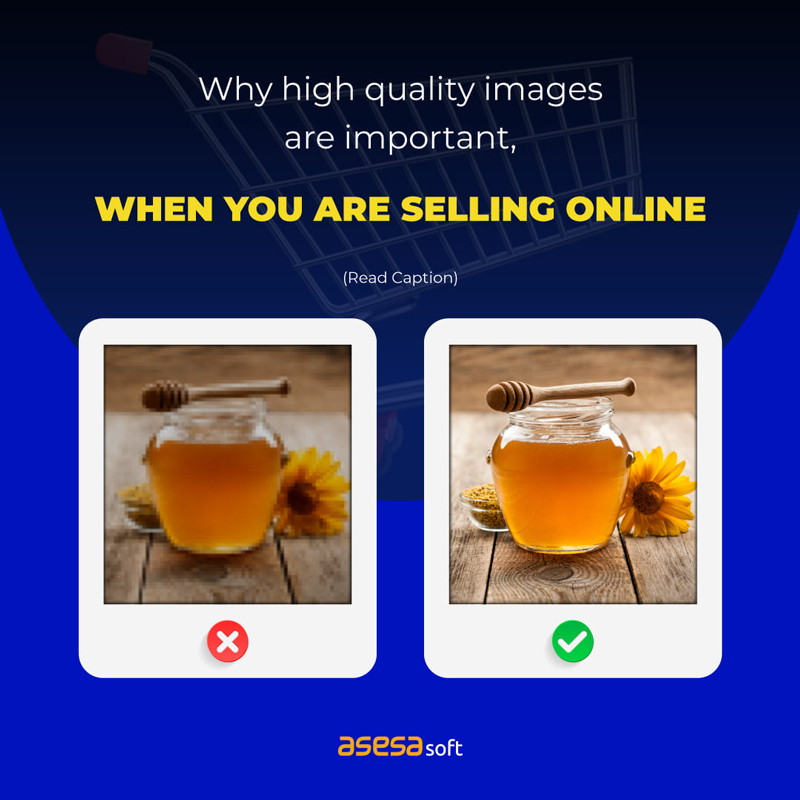 Why high quality images
are important,
WHEN YOU ARE SELLING ONLINE
(Read Caption)
asesa soft